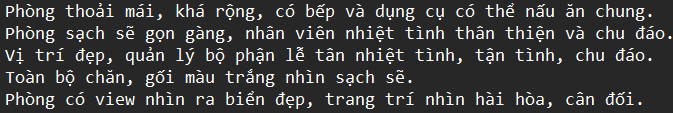 Phòng thoải mái, khá rộng, có bếp và dụng cụ có thể nấu ăn chung.
Phòng sạch sẽ gọn gàng, nhân viên nhiệt tình thân thiện và chu đáo.
Vị trí đẹp, quản lý bộ phận lễ tân nhiệt tình, tận tình, chu đáo.
Toàn bộ chăn, gối màu trắng nhìn sạch sẽ.
Phòng có view nhìn ra biển đẹp, trang trí nhìn hài hòa, cân đối.